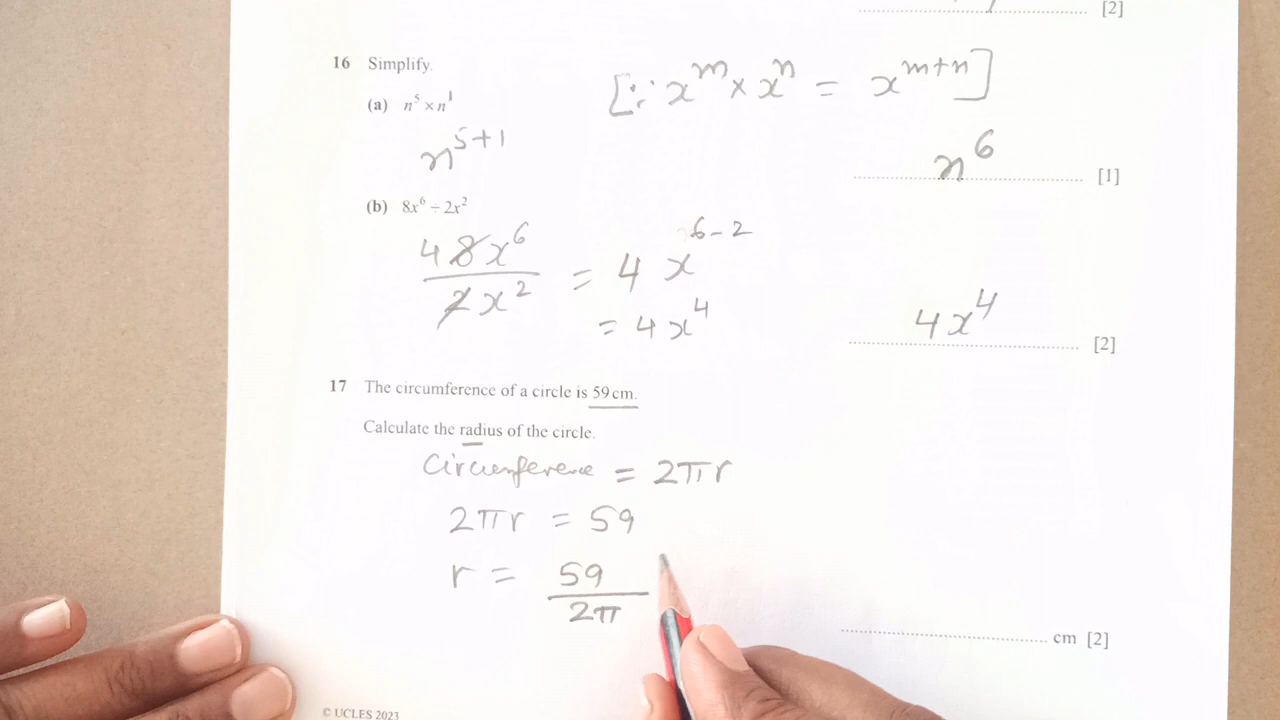 [2]
16 Simplify.
[∵ x^m × x^n = x^{m+n}]
(a) n^5 × n^1
n^{5+1}
n^6 [1]
(b) 8x^6 ÷ 2x^2
4 8x^6 / 2x^2 = 4 x^{6-2}
= 4x^4
4x^4 [2]
17 The circumference of a circle is 59 cm.
Calculate the radius of the circle.
Circumference = 2πr
2πr = 59
r = 59 / 2π
cm [2]
© UCLES 2023